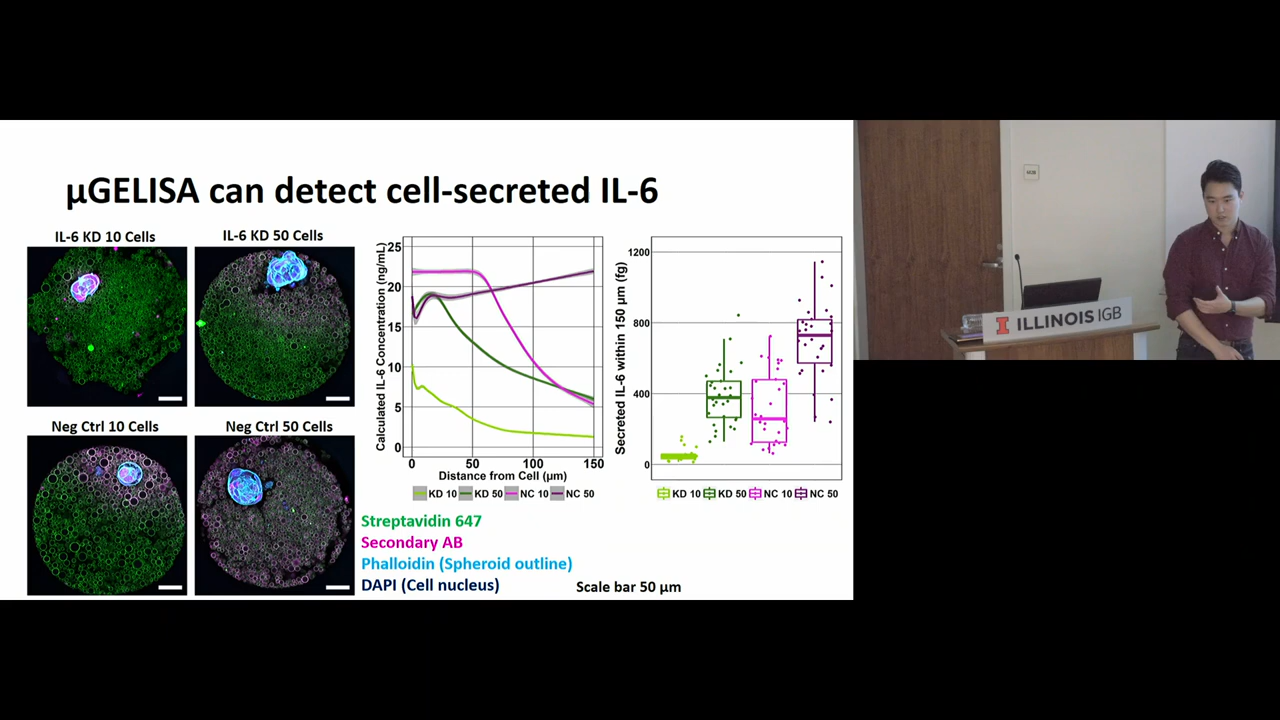 µGELISA can detect cell-secreted IL-6
IL-6 KD 10 Cells
IL-6 KD 50 Cells
Neg Ctrl 10 Cells
Neg Ctrl 50 Cells
Calculated IL-6 Concentration (ng/mL)
25
20
15
10
5
0
0 50 100 150
Distance from Cell (µm)
KD 10 KD 50 NC 10 NC 50
Secreted IL-6 within 150 µm (fg)
1200
800
400
0
KD 10 KD 50 NC 10 NC 50
Streptavidin 647
Secondary AB
Phalloidin (Spheroid outline)
DAPI (Cell nucleus)
Scale bar 50 µm
I ILLINOIS IGB